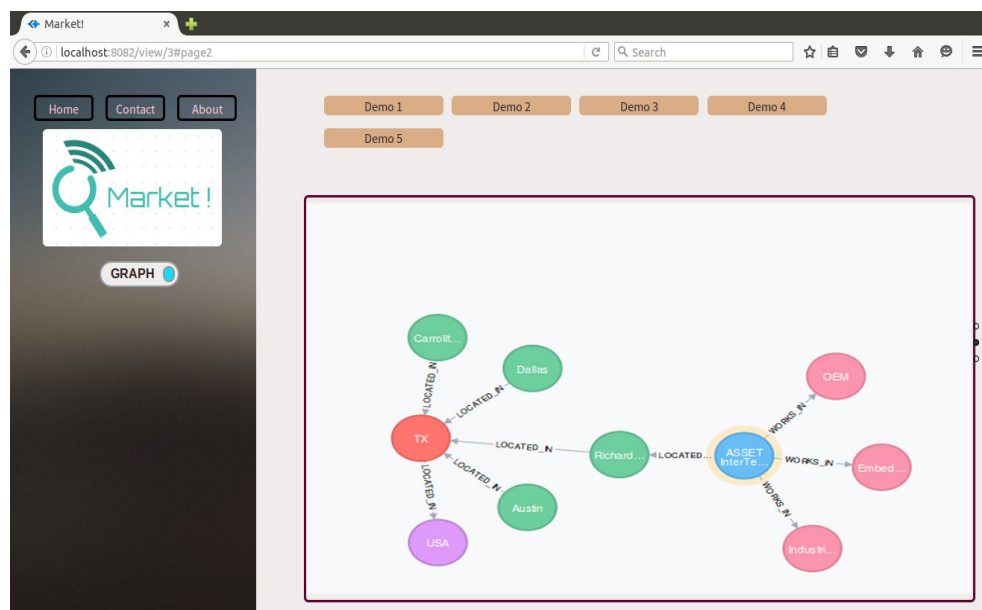 Market!
localhost:8082/view/3#page2
Search
Home
Contact
About
Market!
GRAPH
Demo 1
Demo 2
Demo 3
Demo 4
Demo 5
Carrollt...
Dallas
OEM
LOCATED_IN
LOCATED_IN
WORKS_IN
TX
LOCATED_IN
Richard...
LOCATED...
ASSET
InterTe...
WORKS_IN
Embed...
LOCATED_IN
LOCATED_IN
WORKS_IN
Austin
USA
Industri...